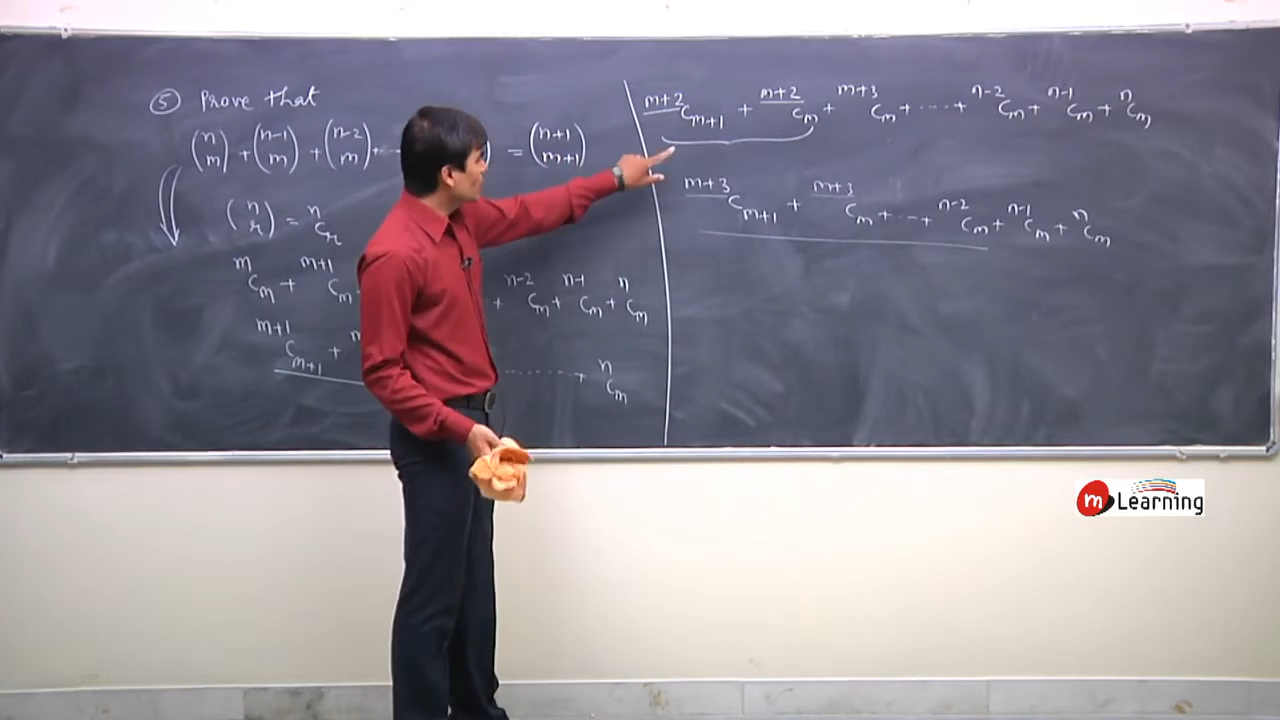 ⑤ Prove that
(n m) + (n-1 m) + (n-2 m) + ... ) = (n+1 m+1)
(n r) = ⁿCᵣ
ᵐCₘ + ᵐ⁺¹Cₘ + ⁿ⁻²Cₘ + ⁿ⁻¹Cₘ + ⁿCₘ
ᵐ⁺¹Cₘ₊₁ + ᵐ ........ + ⁿCₘ
ᵐ⁺²Cₘ₊₁ + ᵐ⁺²Cₘ + ᵐ⁺³Cₘ + .... + ⁿ⁻²Cₘ + ⁿ⁻¹Cₘ + ⁿCₘ
ᵐ⁺³Cₘ₊₁ + ᵐ⁺³Cₘ + ... + ⁿ⁻²Cₘ + ⁿ⁻¹Cₘ + ⁿCₘ
m Learning